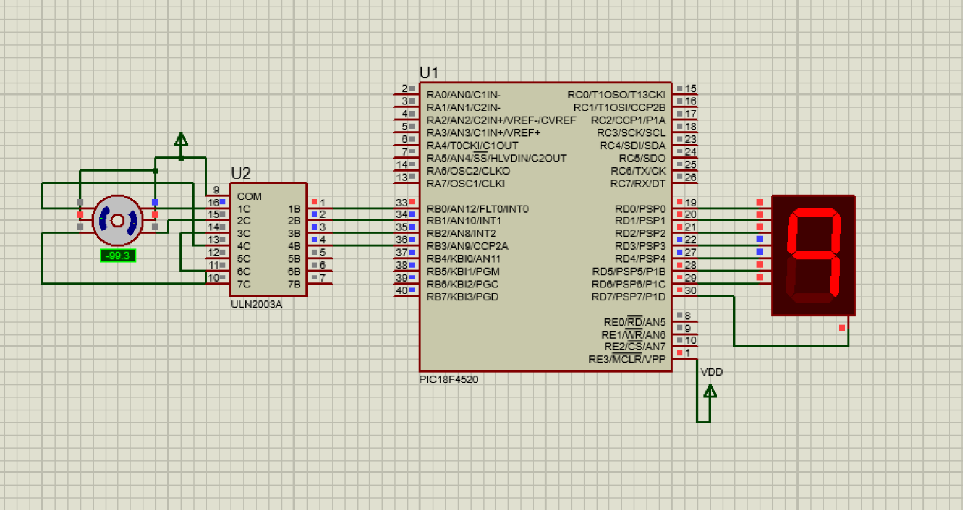 U1
2 RA0/AN0/C1IN- RC0/T1OSO/T13CKI 15
3 RA1/AN1/C2IN- RC1/T1OSI/CCP2B 16
4 RA2/AN2/C2IN+/VREF-/CVREF RC2/CCP1/P1A 17
5 RA3/AN3/C1IN+/VREF+ RC3/SCK/SCL 18
6 RA4/T0CKI/C1OUT RC4/SDI/SDA 23
7 RA5/AN4/SS/HLVDIN/C2OUT RC5/SDO 24
14 RA6/OSC2/CLKO RC6/TX/CK 25
13 RA7/OSC1/CLKI RC7/RX/DT 26
33 RB0/AN12/FLT0/INT0 RD0/PSP0 19
34 RB1/AN10/INT1 RD1/PSP1 20
35 RB2/AN8/INT2 RD2/PSP2 21
36 RB3/AN9/CCP2A RD3/PSP3 22
37 RB4/KBI0/AN11 RD4/PSP4 27
38 RB5/KBI1/PGM RD5/PSP5/P1B 28
39 RB6/KBI2/PGC RD6/PSP6/P1C 29
40 RB7/KBI3/PGD RD7/PSP7/P1D 30
RE0/RD/AN5 8
RE1/WR/AN6 9
RE2/CS/AN7 10
RE3/MCLR/VPP 1
PIC18F4520
U2
9 COM
16 1C 1B 1
15 2C 2B 2
14 3C 3B 3
13 4C 4B 4
12 5C 5B 5
11 6C 6B 6
10 7C 7B 7
ULN2003A
-99.3
9
VDD